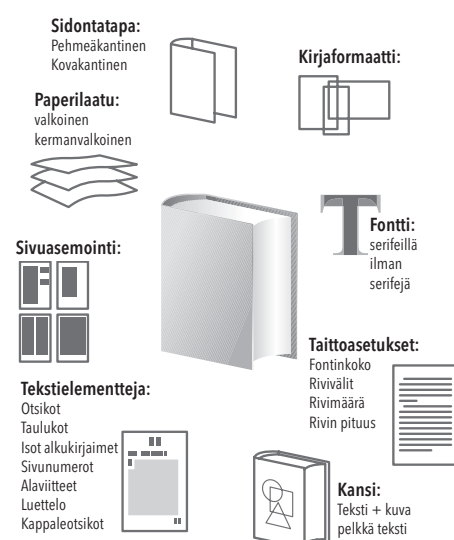 Sidontatapa:
Pehmeäkantinen
Kovakantinen
Kirjaformaatti:
Paperilaatu:
valkoinen
kermanvalkoinen
Fontti:
serifeillä
ilman
serifejä
Sivuasemointi:
Taittoasetukset:
Fontinkoko
Rivivälit
Rivimäärä
Rivin pituus
Tekstielementtejä:
Otsikot
Taulukot
Isot alkukirjaimet
Sivunumerot
Alaviitteet
Luettelo
Kappaleotsikot
Kansi:
Teksti + kuva
pelkkä teksti